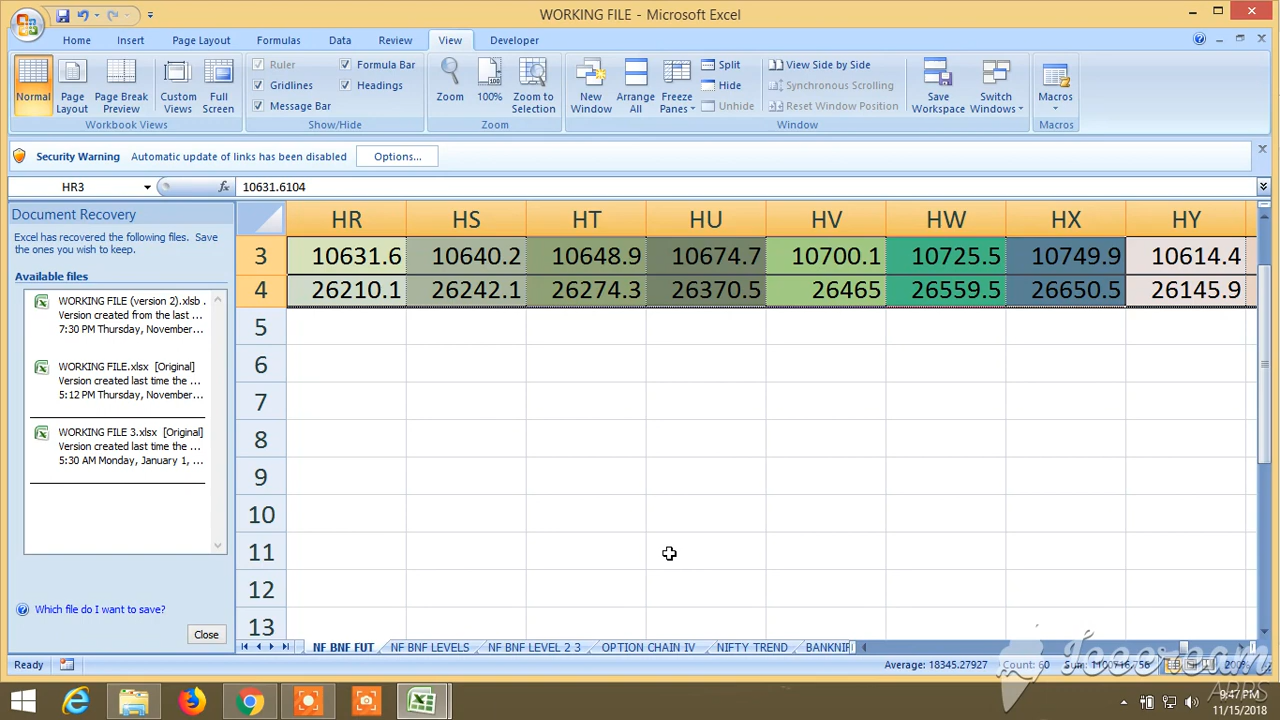 WORKING FILE - Microsoft Excel
Home Insert Page Layout Formulas Data Review View Developer
Ruler Formula Bar
Gridlines Headings
Message Bar
Normal Page Layout Page Break Preview Custom Views Full Screen
Zoom 100% Zoom to Selection
New Window Arrange All Freeze Panes
Split View Side by Side
Hide Synchronous Scrolling
Unhide Reset Window Position
Save Workspace Switch Windows Macros
Workbook Views Show/Hide Zoom Window Macros
Security Warning Automatic update of links has been disabled Options...
HR3 fx 10631.6104
Document Recovery
Excel has recovered the following files. Save
the ones you wish to keep.
Available files
WORKING FILE (version 2).xlsb .
Version created from the last ...
7:30 PM Thursday, November...
WORKING FILE.xlsx [Original]
Version created last time the ...
5:12 PM Thursday, November...
WORKING FILE 3.xlsx [Original]
Version created last time the ...
5:30 AM Monday, January 1, ...
Which file do I want to save?
Close
HR HS HT HU HV HW HX HY
3 10631.6 10640.2 10648.9 10674.7 10700.1 10725.5 10749.9 10614.4
4 26210.1 26242.1 26274.3 26370.5 26465 26559.5 26650.5 26145.9
5
6
7
8
9
10
11
12
13
NF BNF FUT NF BNF LEVELS NF BNF LEVEL 2 3 OPTION CHAIN IV NIFTY TREND BANKNIF
Ready Average: 18345.27927 Count: 60 Sum: 1100716.756 200%
Icecream
APPS
9:47 PM
11/15/2018